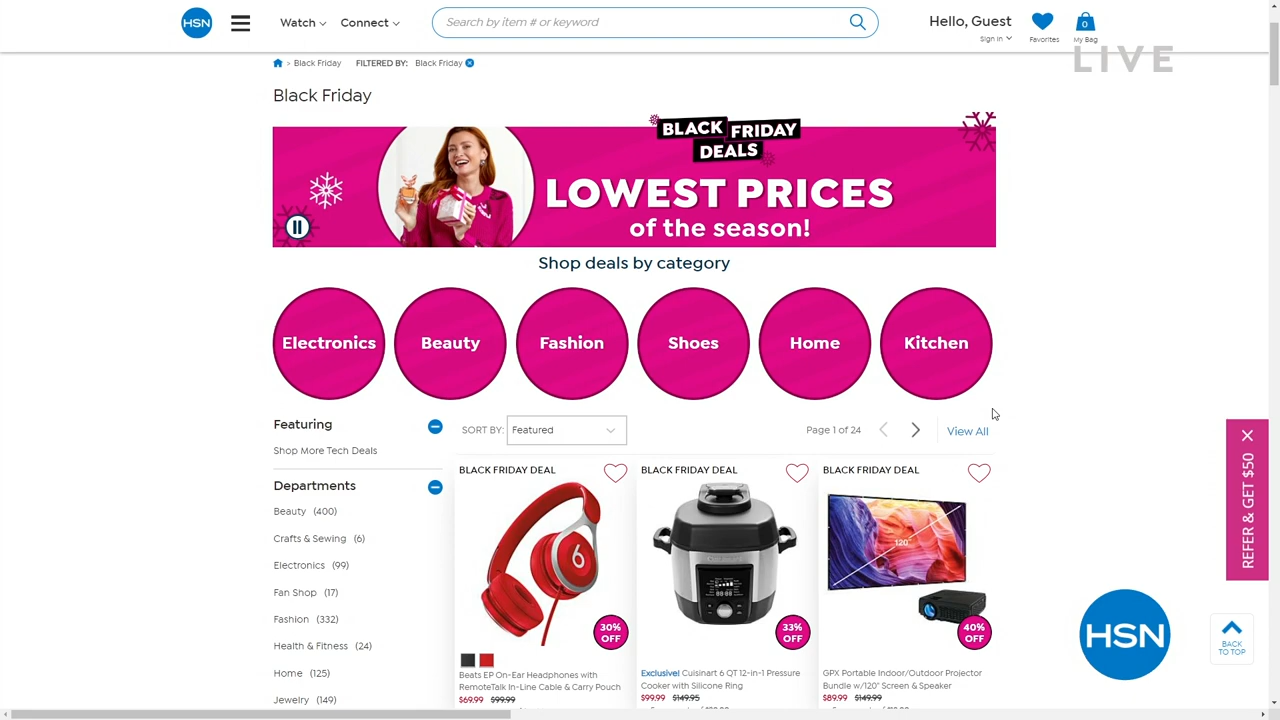 HSN
Watch
Connect
Search by item # or keyword
Hello, Guest
Sign In
Favorites
0
My Bag
LIVE
> Black Friday
FILTERED BY:
Black Friday
Black Friday
BLACK FRIDAY
DEALS
LOWEST PRICES
of the season!
Shop deals by category
Electronics
Beauty
Fashion
Shoes
Home
Kitchen
Featuring
Shop More Tech Deals
Departments
Beauty (400)
Crafts & Sewing (6)
Electronics (99)
Fan Shop (17)
Fashion (332)
Health & Fitness (24)
Home (125)
Jewelry (149)
SORT BY:
Featured
Page 1 of 24
View All
BLACK FRIDAY DEAL
30%
OFF
Beats EP On-Ear Headphones with
RemoteTalk In-Line Cable & Carry Pouch
$69.99 $99.99
BLACK FRIDAY DEAL
33%
OFF
Exclusive! Cuisinart 6 QT 12-in-1 Pressure
Cooker with Silicone Ring
$99.99 $149.95
BLACK FRIDAY DEAL
120"
40%
OFF
GPX Portable Indoor/Outdoor Projector
Bundle w/120" Screen & Speaker
$89.99 $149.99
REFER & GET $50
HSN
BACK
TO TOP